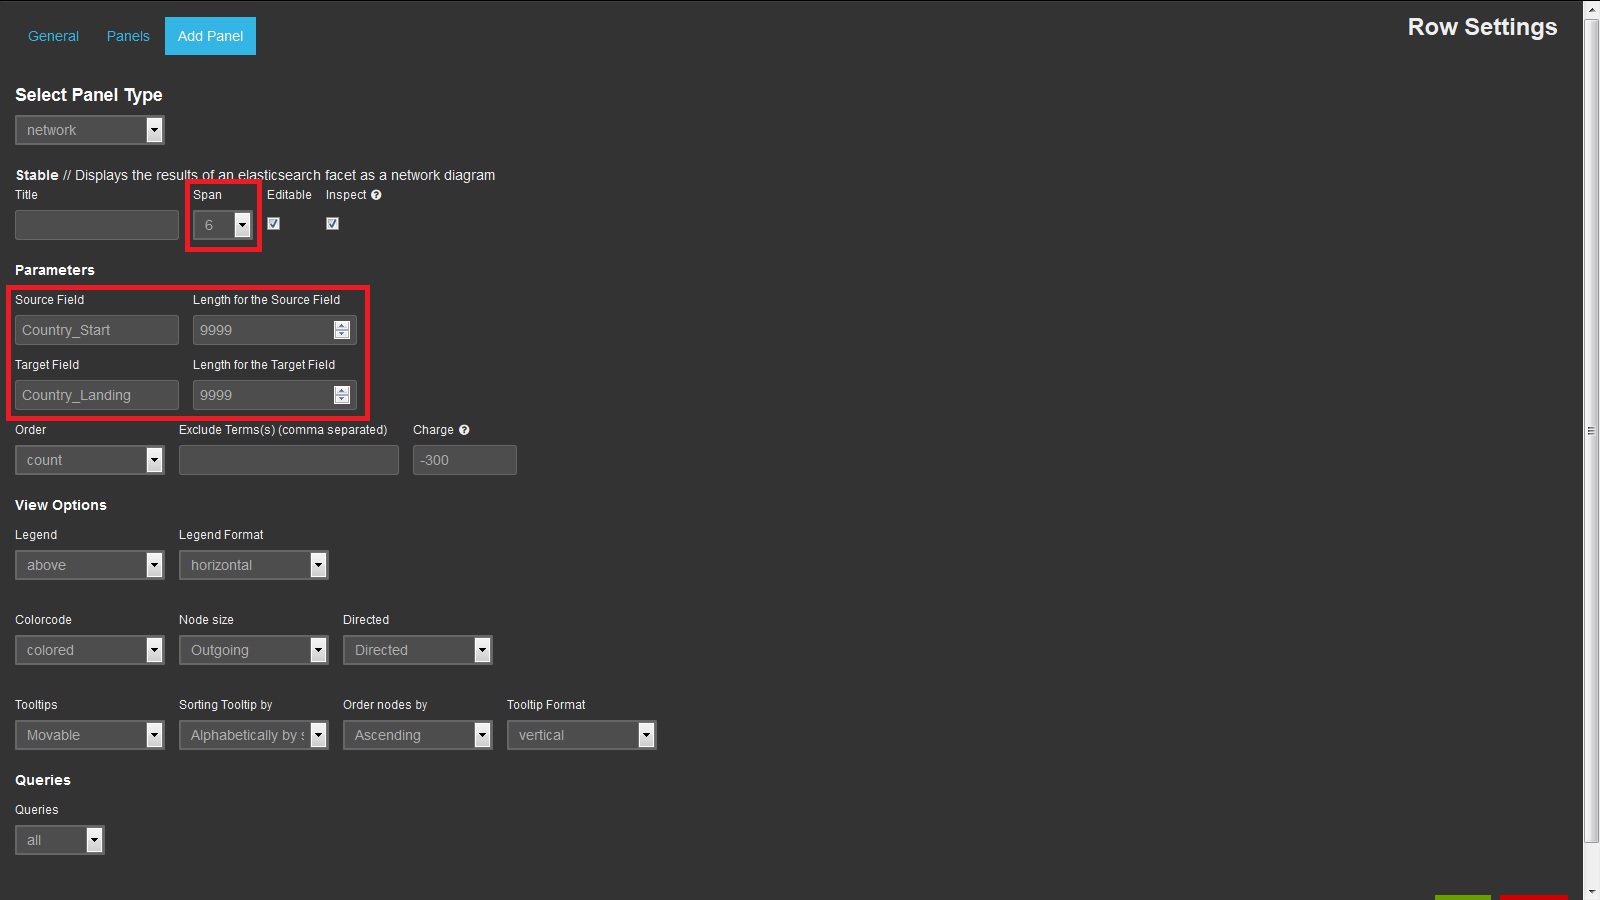 General Panels Add Panel Row Settings
Select Panel Type
network
Stable // Displays the results of an elasticsearch facet as a network diagram
Title Span Editable Inspect
6
Parameters
Source Field Length for the Source Field
Country_Start 9999
Target Field Length for the Target Field
Country_Landing 9999
Order Exclude Terms(s) (comma separated) Charge
count -300
View Options
Legend Legend Format
above horizontal
Colorcode Node size Directed
colored Outgoing Directed
Tooltips Sorting Tooltip by Order nodes by Tooltip Format
Movable Alphabetically by s Ascending vertical
Queries
Queries
all